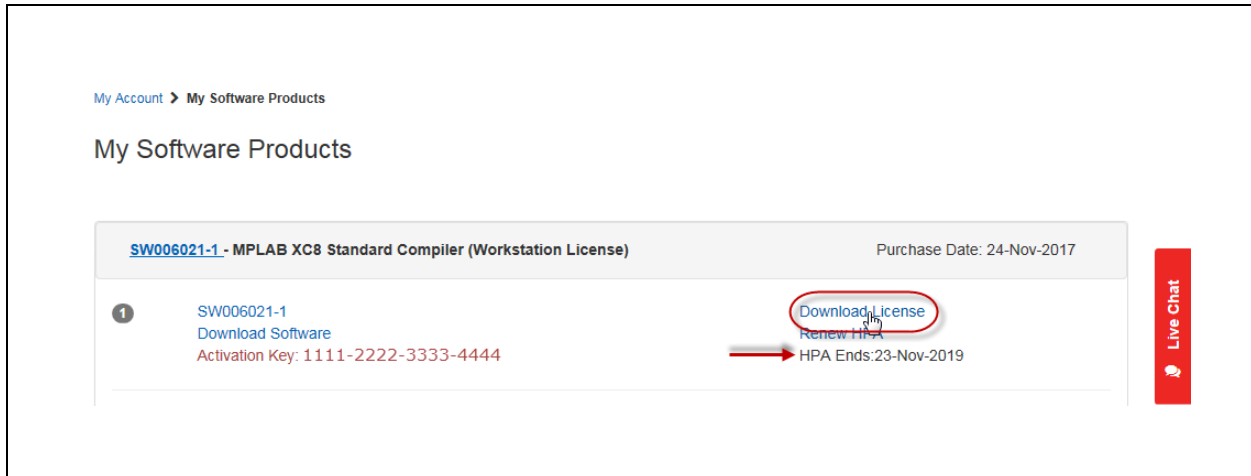 My Account > My Software Products
My Software Products
SW006021-1 - MPLAB XC8 Standard Compiler (Workstation License)
Purchase Date: 24-Nov-2017
1
SW006021-1
Download License
Download Software
Renew HPA
Activation Key: 1111-2222-3333-4444
HPA Ends:23-Nov-2019
Live Chat